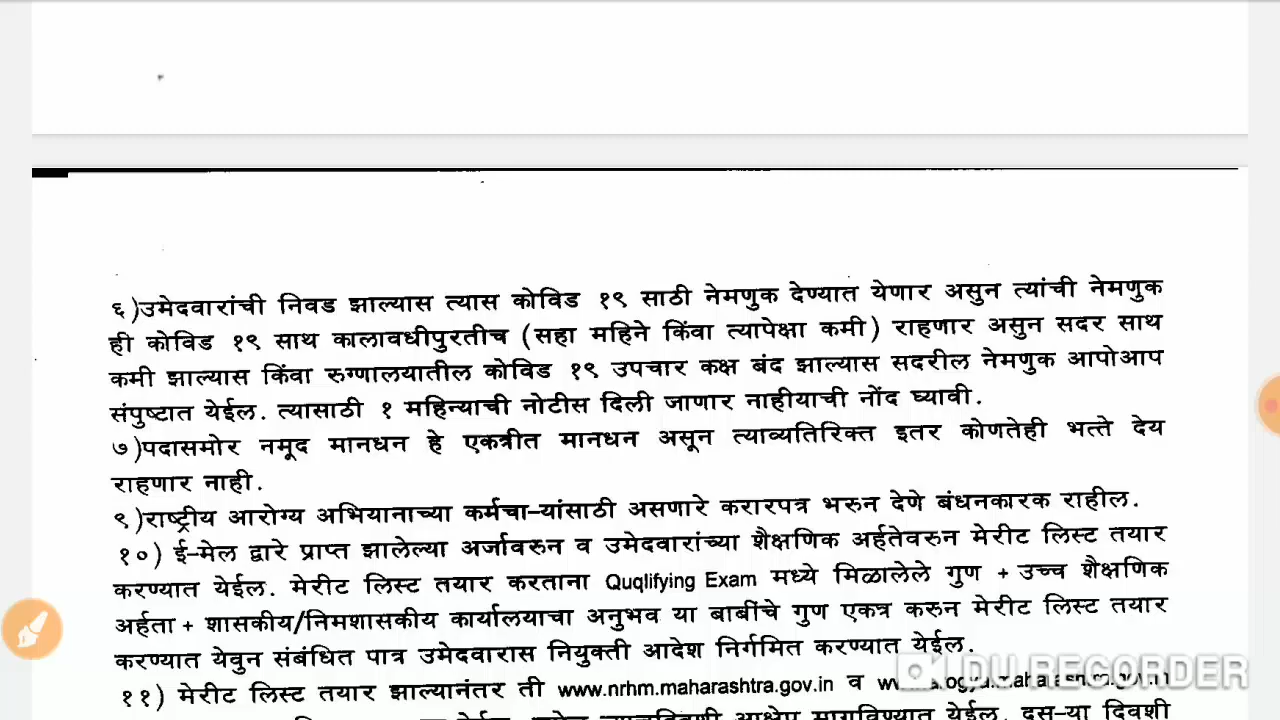 ६)उमेदवारांची निवड झाल्यास त्यास कोविड १९ साठी नेमणुक देण्यात येणार असुन त्यांची नेमणुक
ही कोविड १९ साथ कालावधीपुरतीच (सहा महिने किंवा त्यापेक्षा कमी) राहणार असुन सदर साथ
कमी झाल्यास किंवा रुग्णालयातील कोविड १९ उपचार कक्ष बंद झाल्यास सदरील नेमणुक आपोआप
संपुष्टात येईल. त्यासाठी १ महिन्याची नोटीस दिली जाणार नाहीयाची नोंद घ्यावी.
७)पदासमोर नमूद मानधन हे एकत्रीत मानधन असून त्याव्यतिरिक्त इतर कोणतेही भत्ते देय
राहणार नाही.
९)राष्ट्रीय आरोग्य अभियानाच्या कर्मचा-यांसाठी असणारे करारपत्र भरुन देणे बंधनकारक राहील.
१०) ई-मेल द्वारे प्राप्त झालेल्या अर्जावरुन व उमेदवारांच्या शैक्षणिक अर्हतेवरुन मेरीट लिस्ट तयार
करण्यात येईल. मेरीट लिस्ट तयार करताना Quqlifying Exam मध्ये मिळालेले गुण + उच्च शैक्षणिक
अर्हता + शासकीय/निमशासकीय कार्यालयाचा अनुभव या बाबींचे गुण एकत्र करुन मेरीट लिस्ट तयार
करण्यात येवुन संबंधित पात्र उमेदवारास नियुक्ती आदेश निर्गमित करण्यात येईल.
११) मेरीट लिस्ट तयार झाल्यानंतर ती www.nrhm.maharashtra.gov.in व
आक्षेप मागविण्यात येईल. दुस-या दिवशी
DU RECORDER